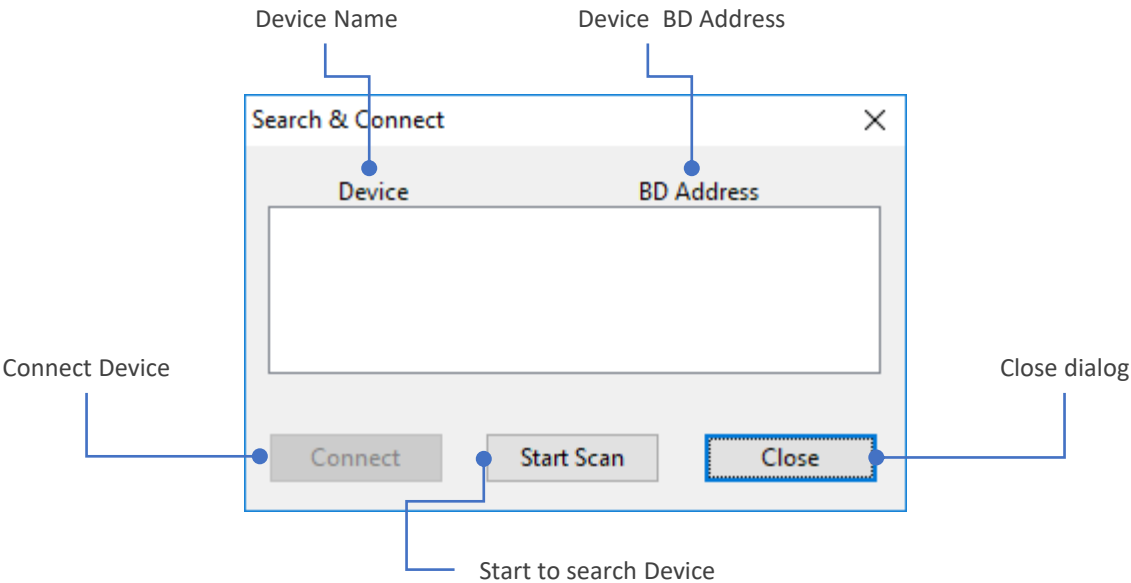 Device Name
Device  BD Address
Search & Connect
Device
BD Address
Connect Device
Close dialog
Connect
Start Scan
Close
Start to search Device